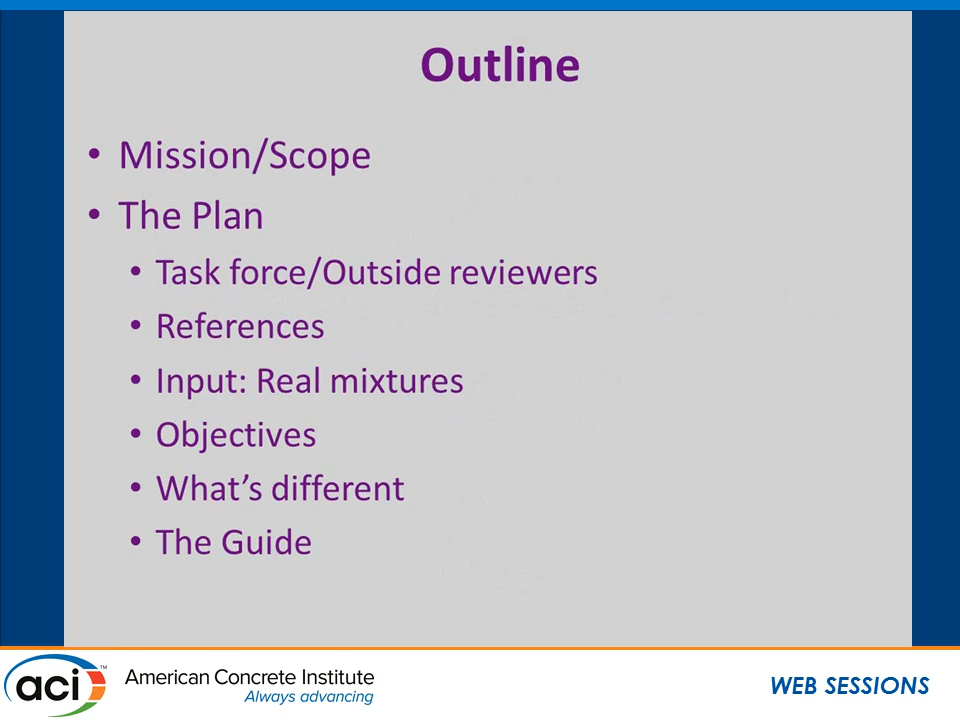 Outline
• Mission/Scope
• The Plan
• Task force/Outside reviewers
• References
• Input: Real mixtures
• Objectives
• What’s different
• The Guide
aci™
American Concrete Institute
Always advancing
WEB SESSIONS